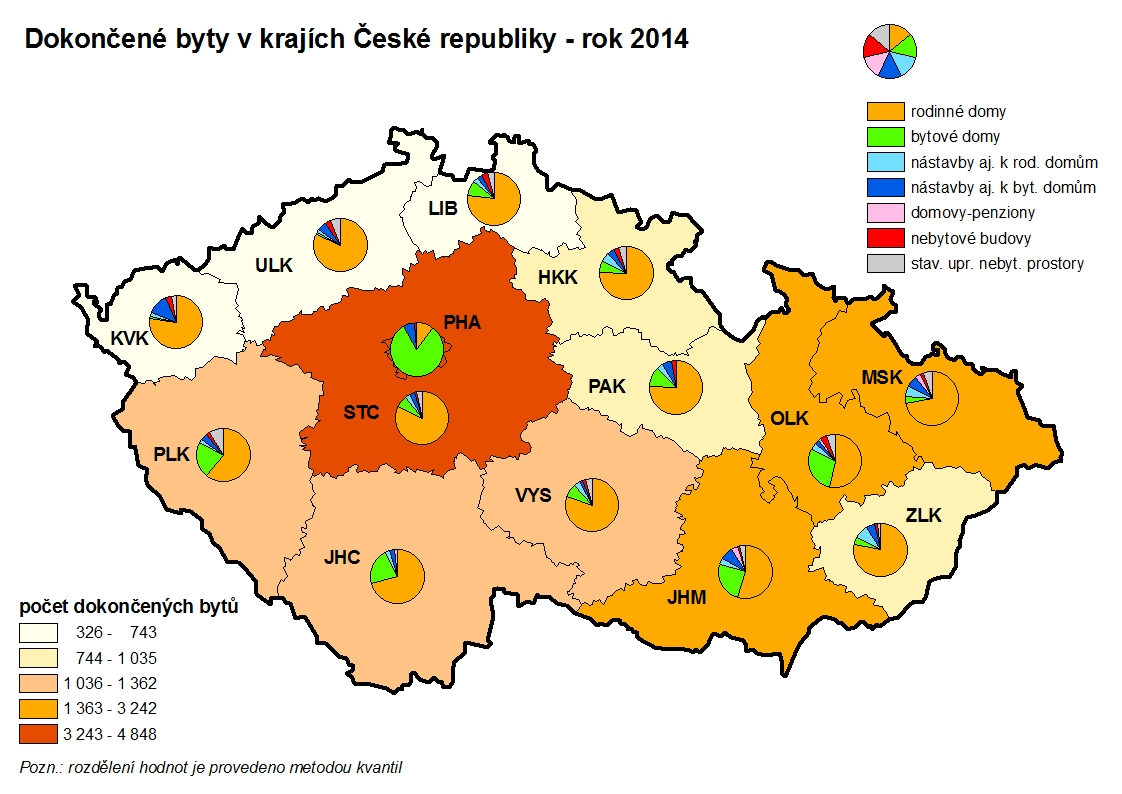 Dokončené byty v krajích České republiky - rok 2014
rodinné domy
bytové domy
nástavby aj. k rod. domům
nástavby aj. k byt. domům
domovy-penziony
nebytové budovy
stav. upr. nebyt. prostory
LIB
ULK
HKK
KVK
PHA
MSK
PAK
STC
OLK
PLK
VYS
ZLK
JHC
JHM
počet dokončených bytů
326 - 743
744 - 1 035
1 036 - 1 362
1 363 - 3 242
3 243 - 4 848
Pozn.: rozdělení hodnot je provedeno metodou kvantil